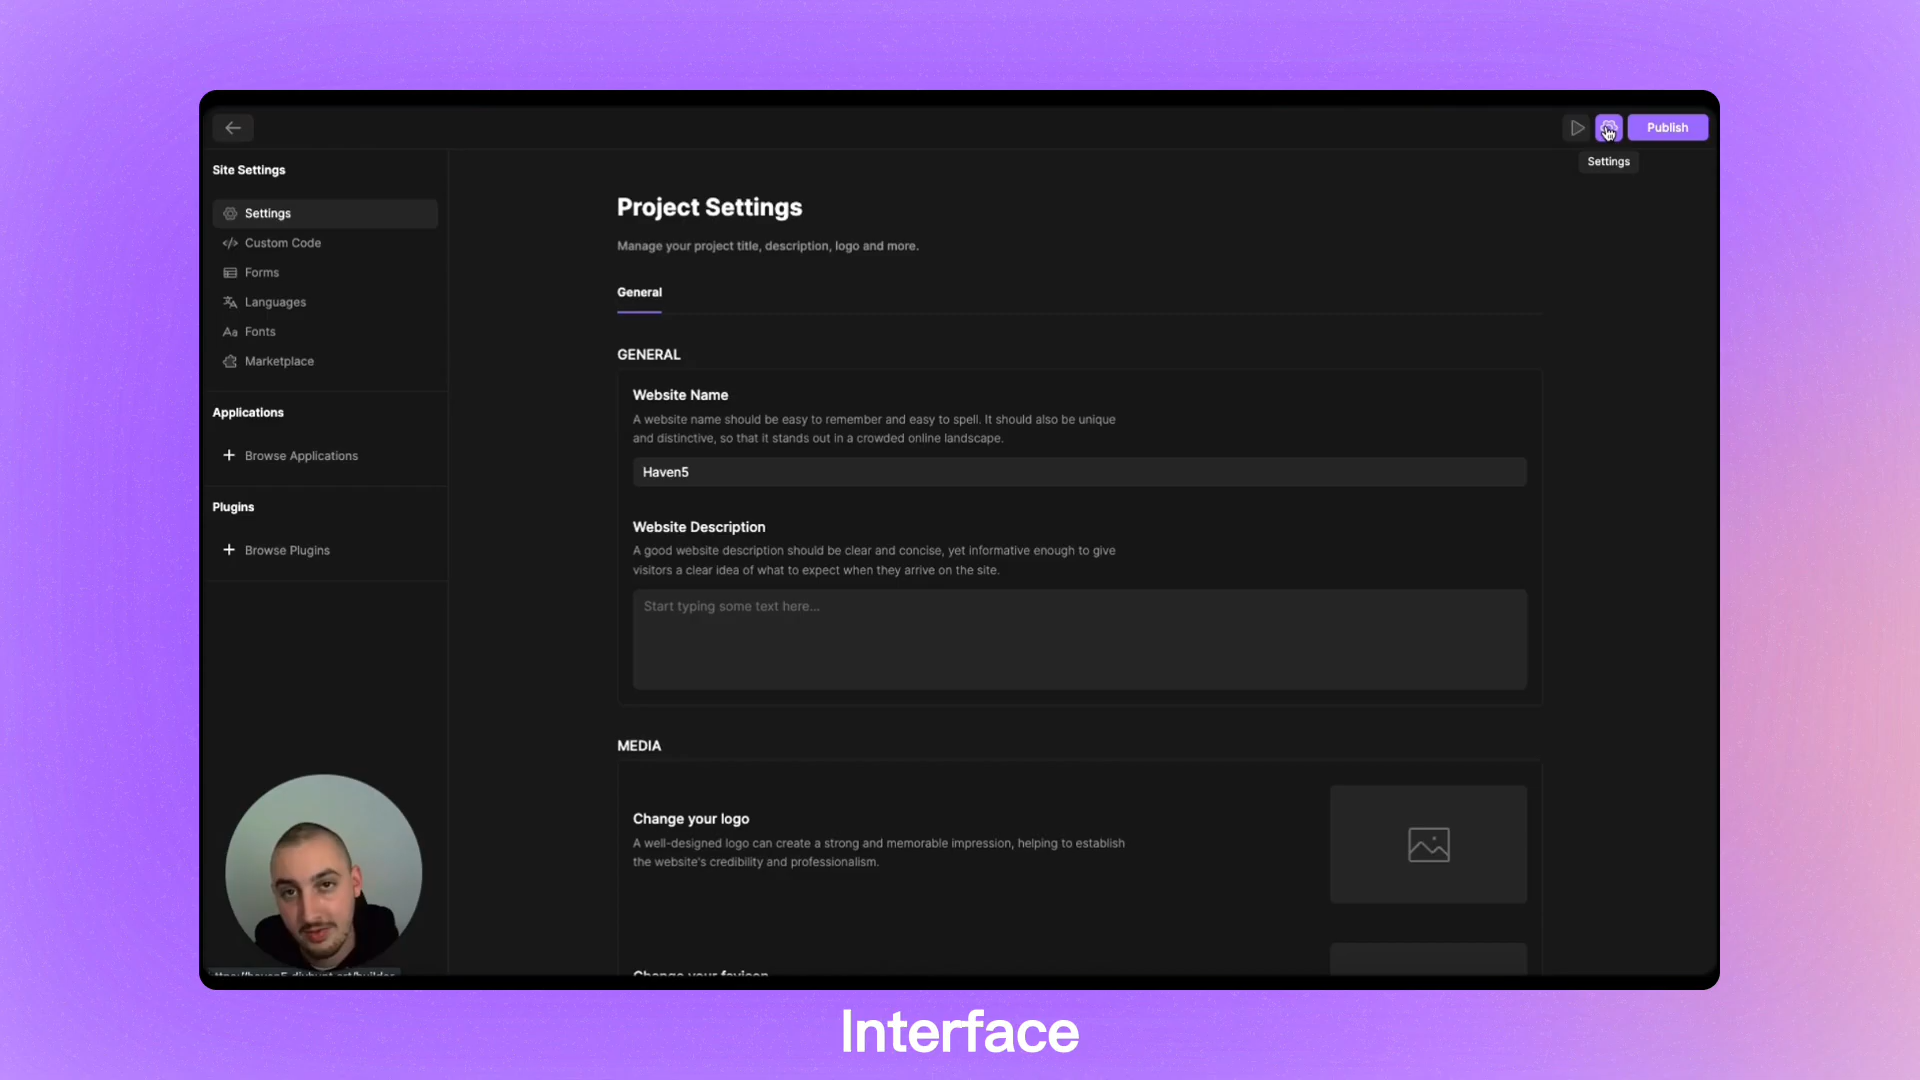 Publish
Settings
Site Settings
Settings
Custom Code
Forms
Languages
Aa Fonts
Marketplace
Applications
Browse Applications
Plugins
Browse Plugins
Project Settings
Manage your project title, description, logo and more.
General
GENERAL
Website Name
A website name should be easy to remember and easy to spell. It should also be unique
and distinctive, so that it stands out in a crowded online landscape.
Haven5
Website Description
A good website description should be clear and concise, yet informative enough to give
visitors a clear idea of what to expect when they arrive on the site.
Start typing some text here...
MEDIA
Change your logo
A well-designed logo can create a strong and memorable impression, helping to establish
the website's credibility and professionalism.
Change your favicon
Interface